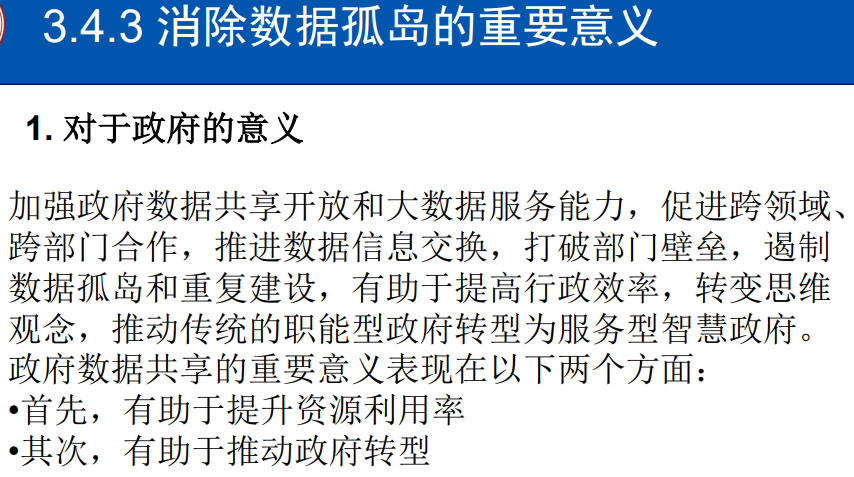 3.4.3 消除数据孤岛的重要意义
1. 对于政府的意义
加强政府数据共享开放和大数据服务能力，促进跨领域、
跨部门合作，推进数据信息交换，打破部门壁垒，遏制
数据孤岛和重复建设，有助于提高行政效率，转变思维
观念，推动传统的职能型政府转型为服务型智慧政府。
政府数据共享的重要意义表现在以下两个方面：
•首先，有助于提升资源利用率
•其次，有助于推动政府转型